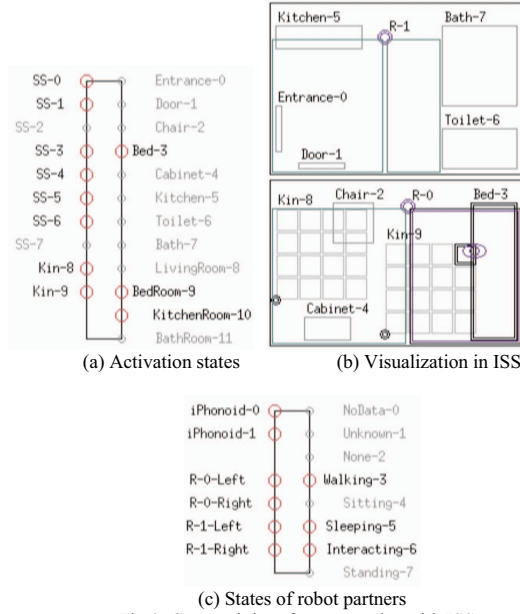 SS-0
Entrance-0
SS-1
Door-1
SS-2
Chair-2
SS-3
Bed-3
SS-4
Cabinet-4
SS-5
Kitchen-5
SS-6
Toilet-6
SS-7
Bath-7
Kin-8
LivingRoom-8
Kin-9
BedRoom-9
KitchenRoom-10
BathRoom-11
(a) Activation states
Kitchen-5
R-1
Bath-7
Entrance-0
Toilet-6
Door-1
Kin-8
Chair-2
R-0
Bed-3
Kin-9
Cabinet-4
(b) Visualization in ISS
iPhonoid-0
NoData-0
iPhonoid-1
Unknown-1
None-2
R-0-Left
Walking-3
R-0-Right
Sitting-4
R-1-Left
Sleeping-5
R-1-Right
Interacting-6
Standing-7
(c) States of robot partners